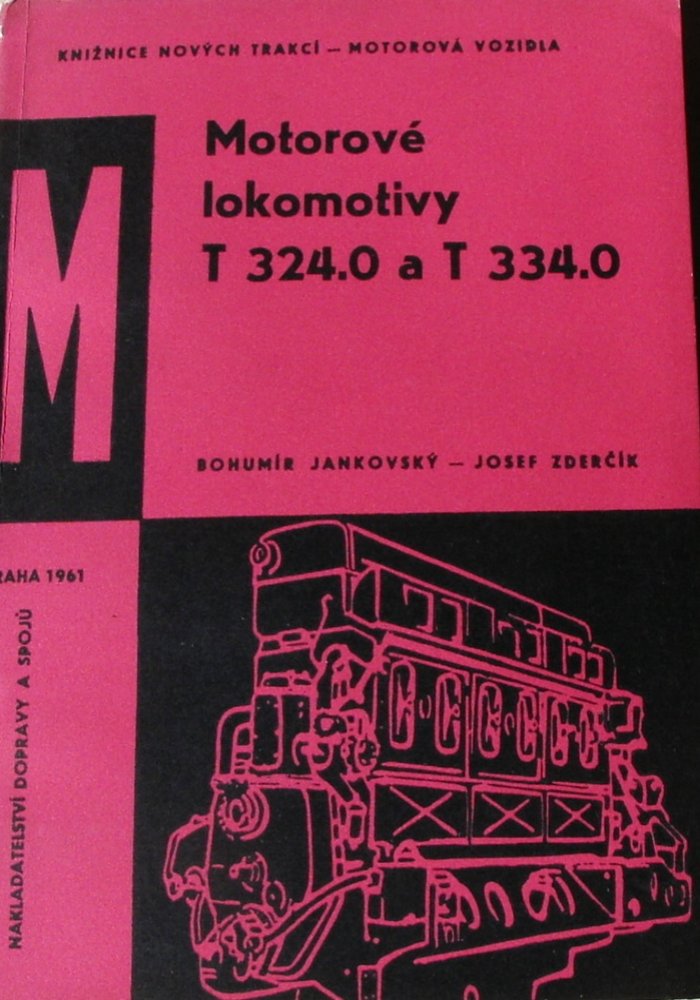 KNIŽNICE NOVÝCH TRAKCÍ — MOTOROVÁ VOZIDLA
M
Motorové
lokomotivy
T 324.0 a T 334.0
BOHUMÍR JANKOVSKÝ — JOSEF ZDERČÍK
RAHA 1961
NAKLADATELSTVÍ DOPRAVY A SPOJŮ